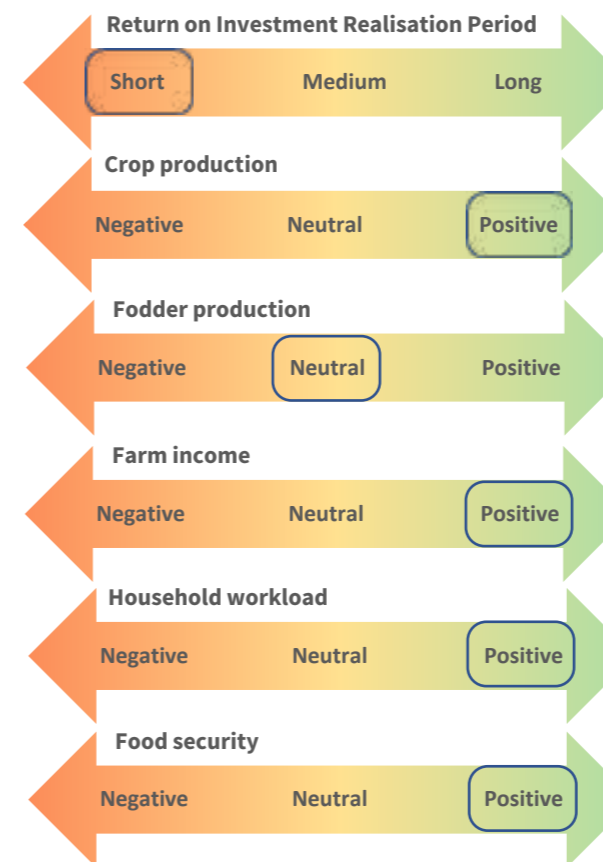 Return on Investment Realisation Period
Short Medium Long
Crop production
Negative Neutral Positive
Fodder production
Negative Neutral Positive
Farm income
Negative Neutral Positive
Household workload
Negative Neutral Positive
Food security
Negative Neutral Positive